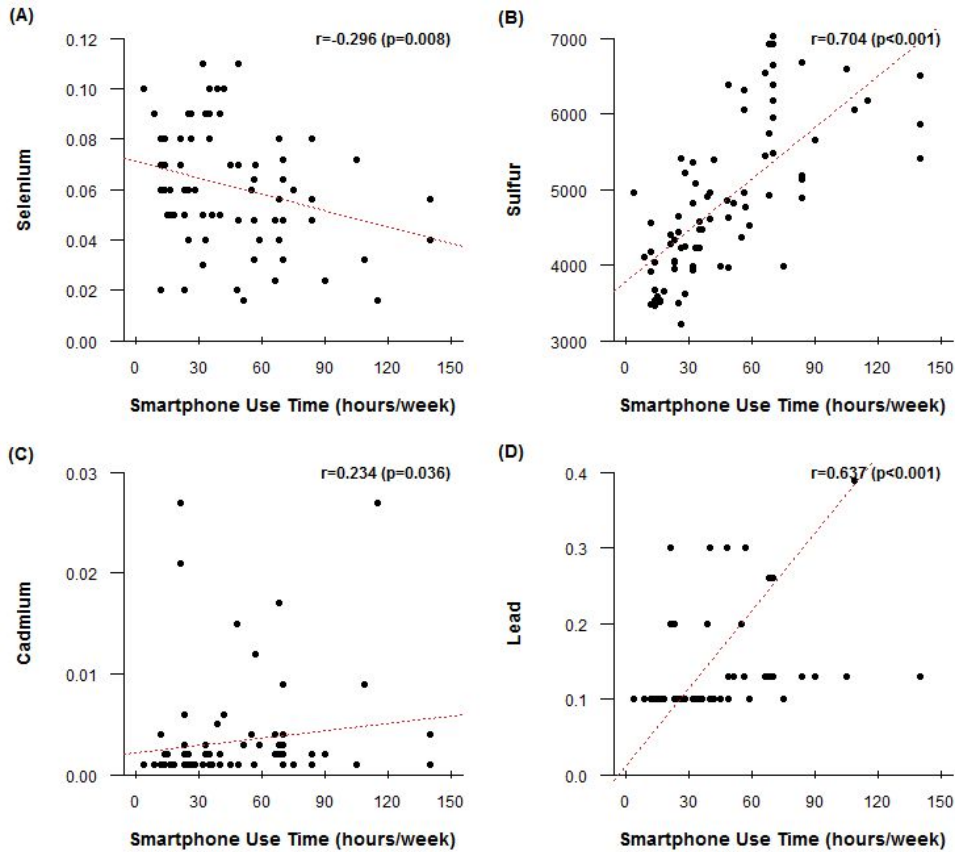 (A)
r=-0.296 (p=0.008)
0.12
0.10
0.08
0.06
0.04
0.02
0.00
Selenium
0 30 60 90 120 150
Smartphone Use Time (hours/week)
(B)
r=0.704 (p<0.001)
7000
6000
5000
4000
3000
Sulfur
0 30 60 90 120 150
Smartphone Use Time (hours/week)
(C)
r=0.234 (p=0.036)
0.03
0.02
0.01
0.00
Cadmium
0 30 60 90 120 150
Smartphone Use Time (hours/week)
(D)
r=0.637 (p<0.001)
0.4
0.3
0.2
0.1
0.0
Lead
0 30 60 90 120 150
Smartphone Use Time (hours/week)